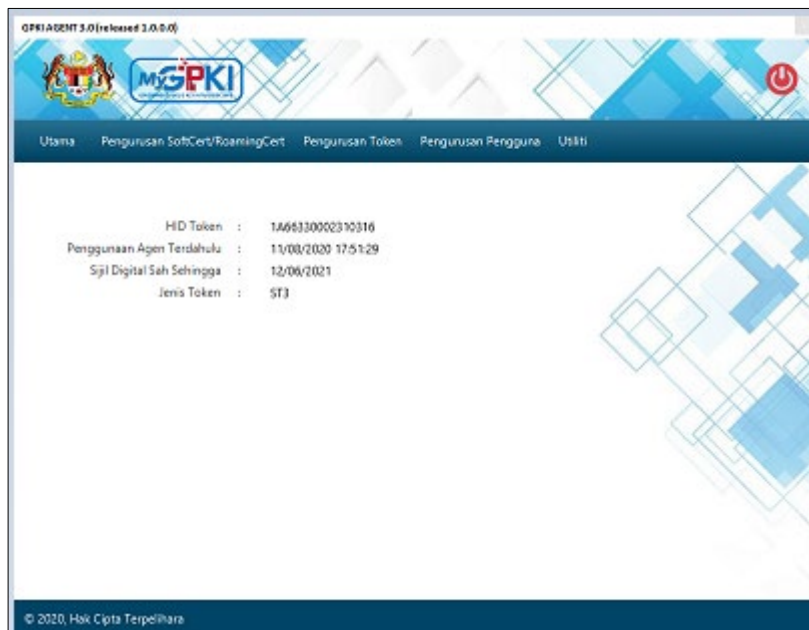 GPKI AGENT 3.0 (released 1.0.0.0)
MyGPKI
Utama Pengurusan SoftCert/RoamingCert Pengurusan Token Pengurusan Pengguna Utiliti
HID Token : 1A66330002310316
Penggunaan Agen Terdahulu : 11/08/2020 17:51:29
Sijil Digital Sah Sehingga : 12/06/2021
Jenis Token : ST3
© 2020, Hak Cipta Terpelihara